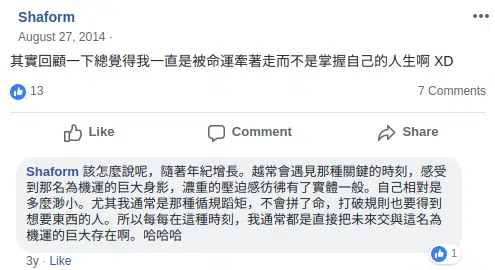 Shaform
August 27, 2014 ·
其實回顧一下總覺得我一直是被命運牽著走而不是掌握自己的人生啊 XD
13
7 Comments
Like
Comment
Share
Shaform 該怎麼說呢，隨著年紀增長。越常會遇見那種關鍵的時刻，感受
到那名為機運的巨大身影，濃重的壓迫感彷彿有了實體一般。自己相對是
多麼渺小。尤其我通常是那種循規蹈矩，不會拼了命，打破規則也要得到
想要東西的人。所以每每在這種時刻，我通常都是直接把未來交與這名為
機運的巨大存在啊。哈哈哈
1
3y · Like